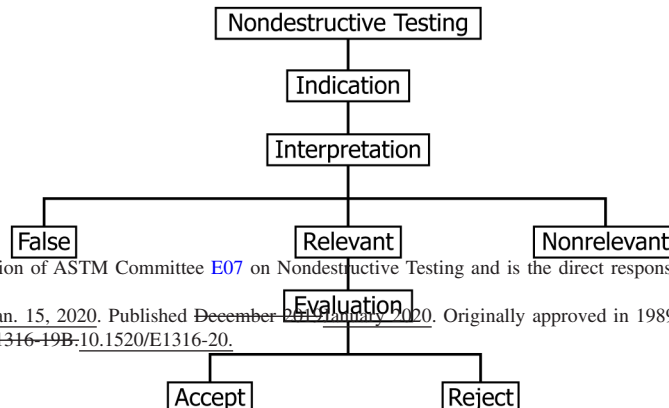 Nondestructive Testing
Indication
Interpretation
False Relevant Nonrelevant
ion of ASTM Committee E07 on Nondestructive Testing and is the direct respons
Evaluation
an. 15, 2020. Published December 2019January 2020. Originally approved in 1989
1316-19B.10.1520/E1316-20.
Accept Reject